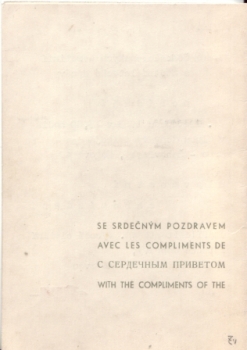 SE SRDEČNÝM POZDRAVEM
AVEC LES COMPLIMENTS DE
С СЕРДЕЧНЫМ ПРИВЕТОМ
WITH THE COMPLIMENTS OF THE